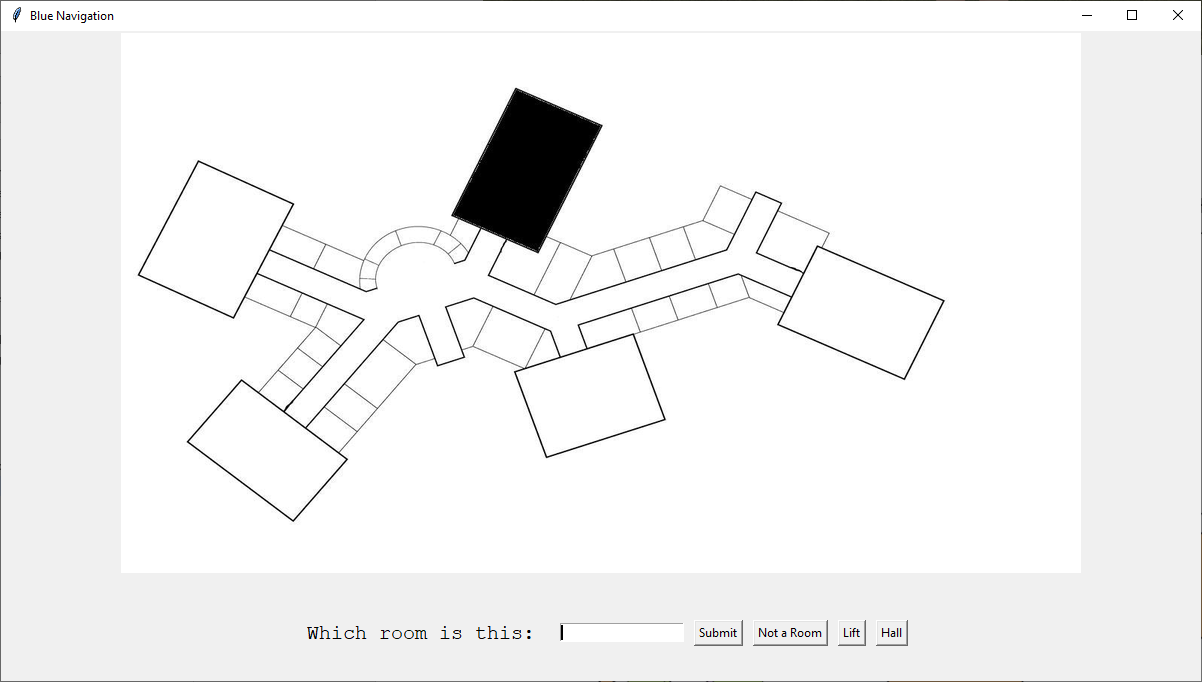 Blue Navigation
Which room is this: Submit Not a Room Lift Hall